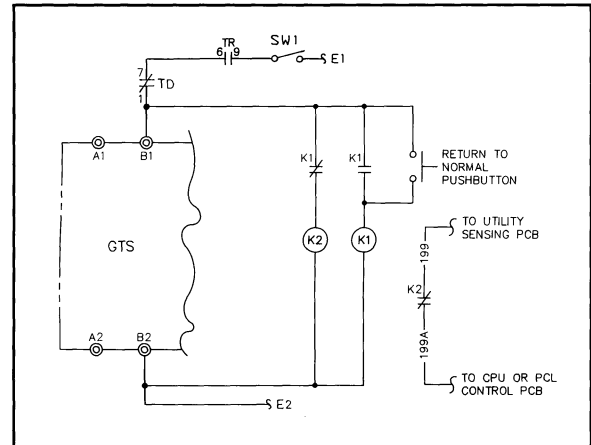 TR
6 9
SW1
E1
7
TD
1
A1
B1
K1
K1
RETURN TO
NORMAL
PUSHBUTTON
GTS
K2
K1
TO UTILITY
SENSING PCB
199
K2
199A
A2
B2
TO CPU OR PCL
CONTROL PCB
E2